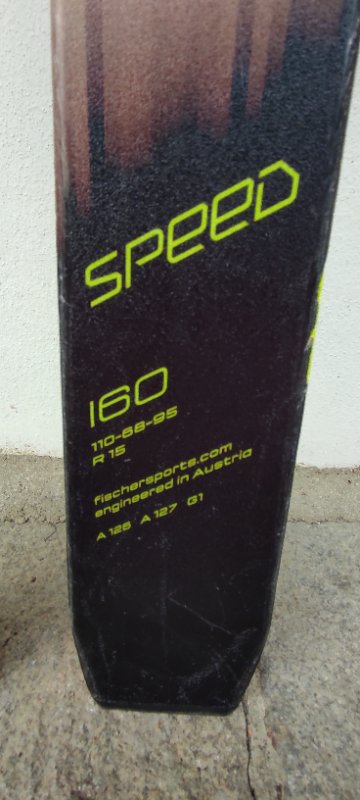 SPEED
160
110-68-95
R 15
fischersports.com
engineered in Austria
A 126 A 127 G1